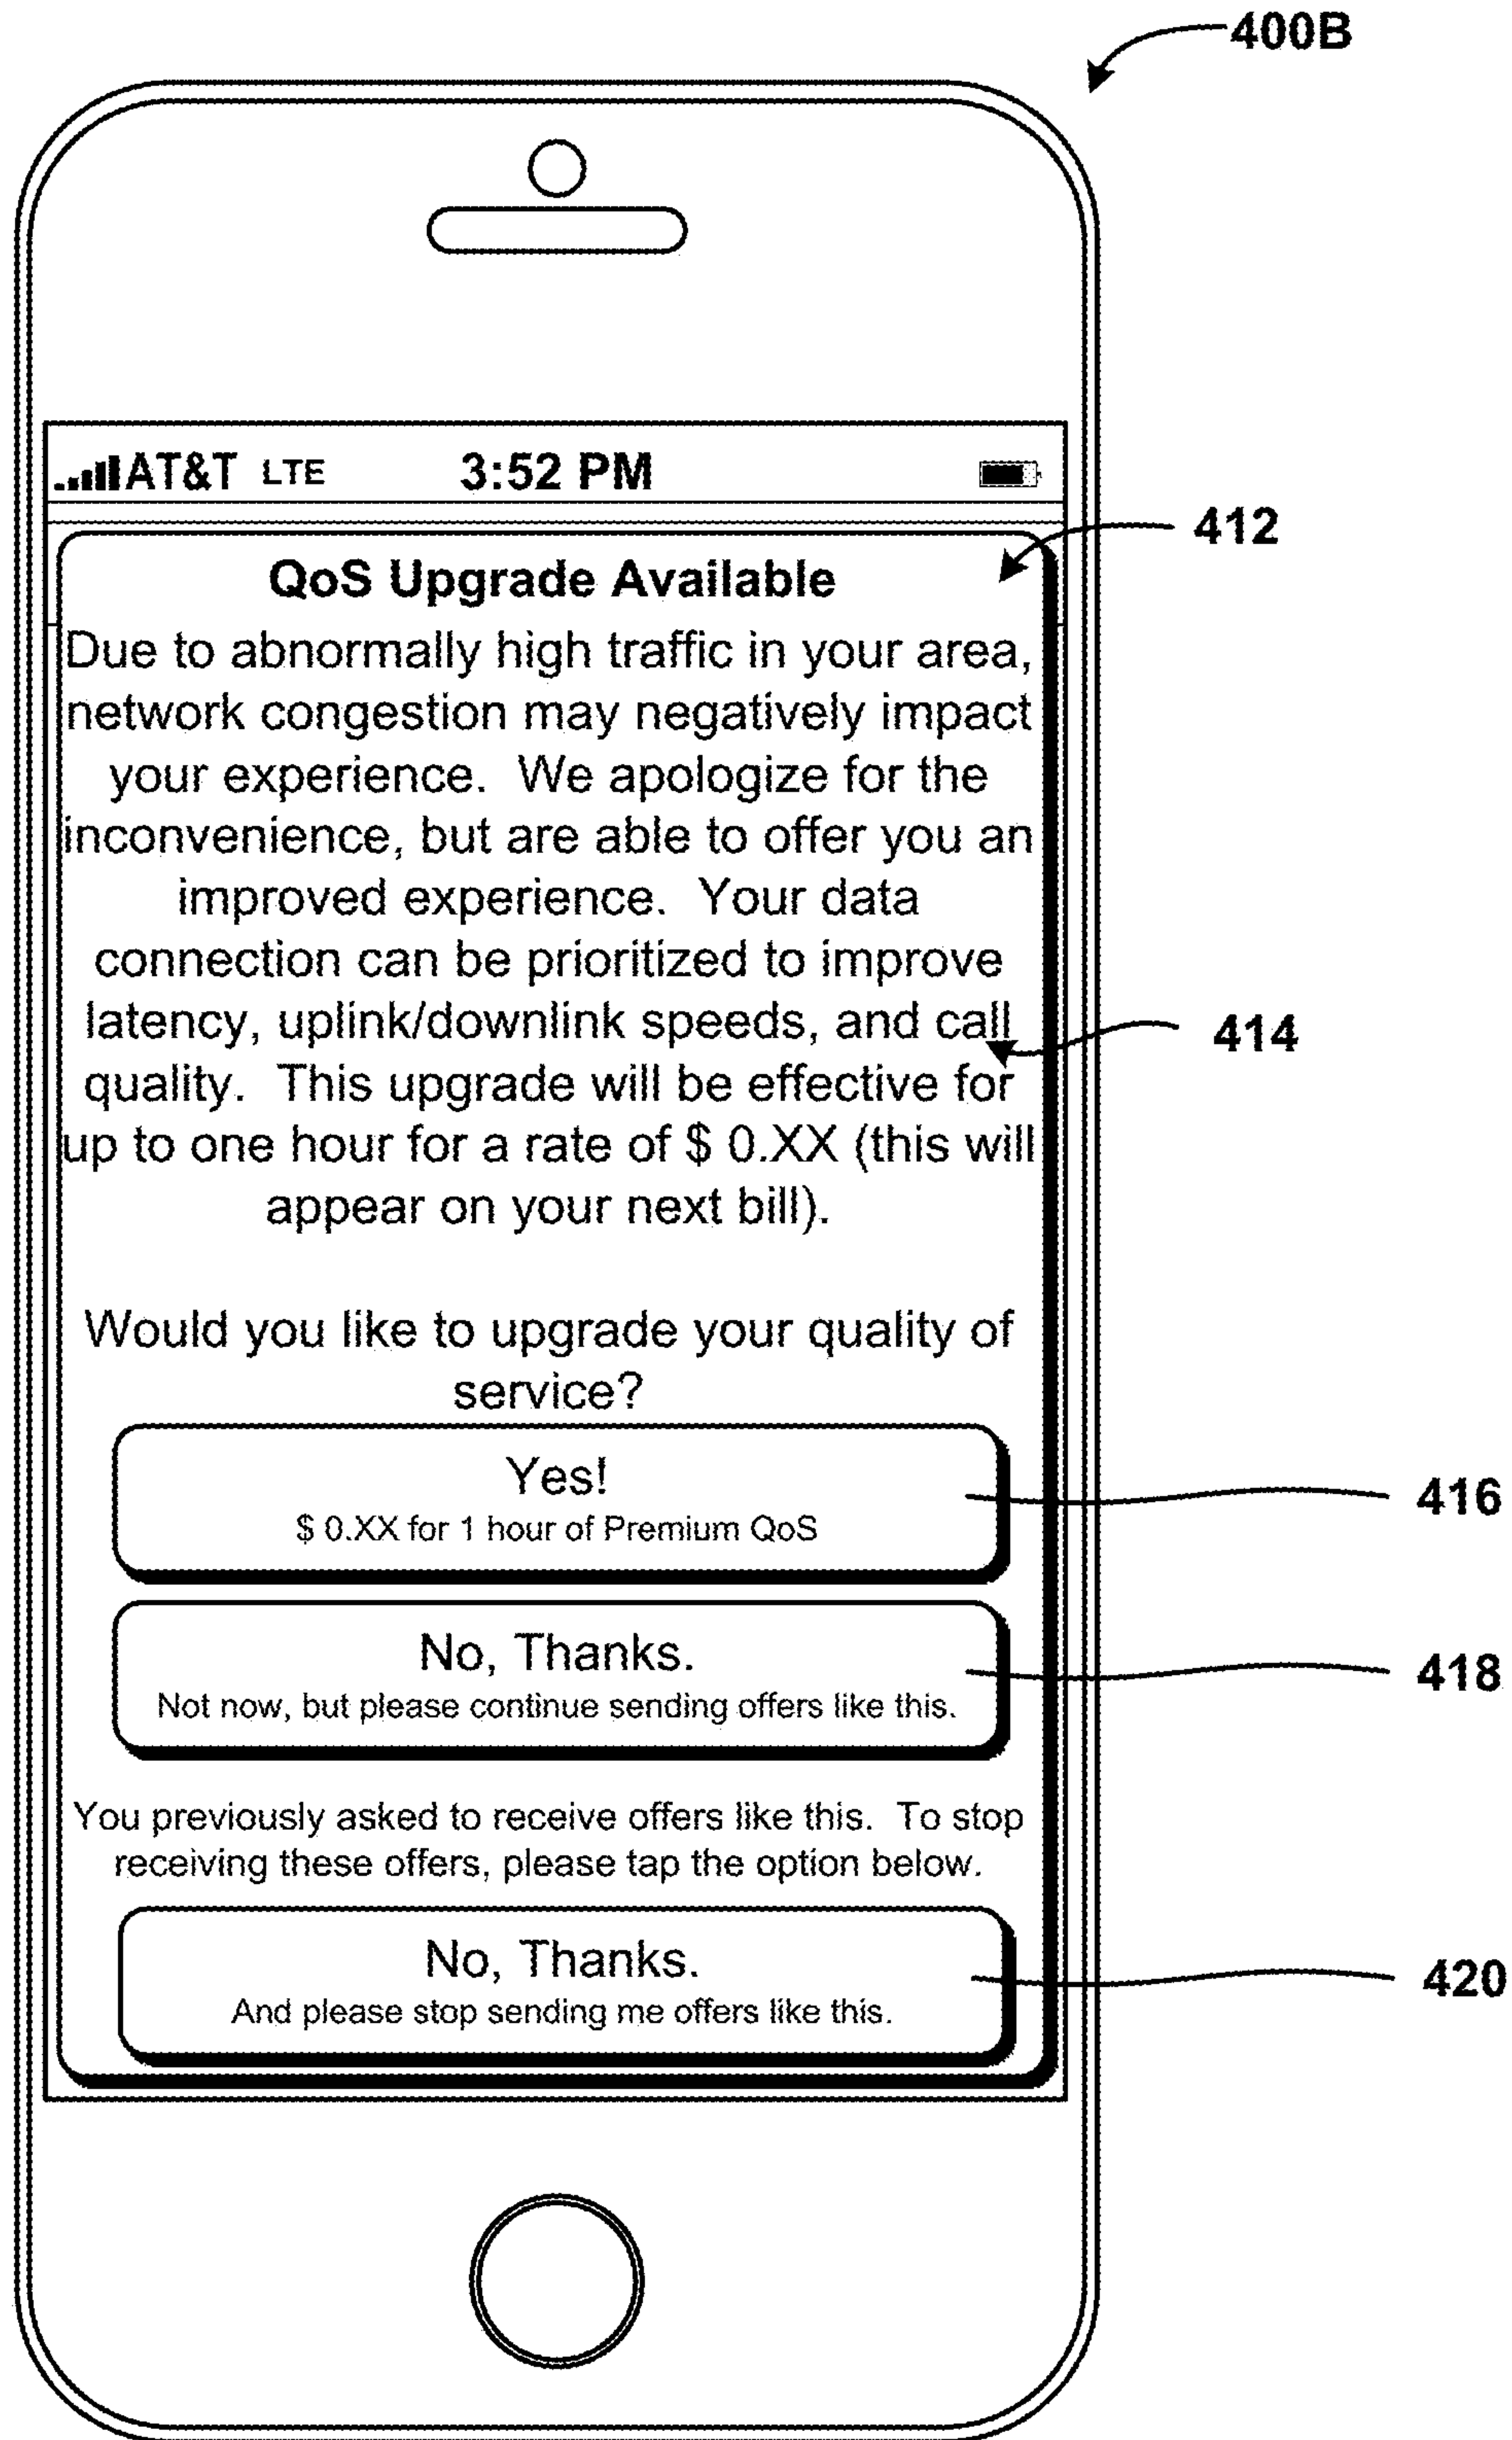 400B
AT&T LTE 3:52 PM
412
QoS Upgrade Available
Due to abnormally high traffic in your area,
network congestion may negatively impact
your experience. We apologize for the
inconvenience, but are able to offer you an
improved experience. Your data
connection can be prioritized to improve
latency, uplink/downlink speeds, and call
414
quality. This upgrade will be effective for
up to one hour for a rate of $ 0.XX (this will
appear on your next bill).
Would you like to upgrade your quality of
service?
Yes!
416
$ 0.XX for 1 hour of Premium QoS
No, Thanks.
418
Not now, but please continue sending offers like this.
You previously asked to receive offers like this. To stop
receiving these offers, please tap the option below.
No, Thanks.
420
And please stop sending me offers like this.